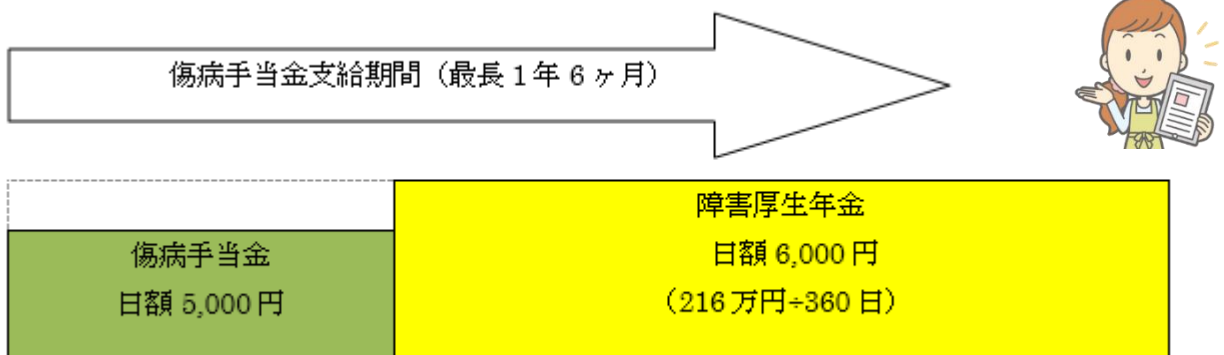 傷病手当金支給期間（最長1年6ヶ月）
傷病手当金
日額 5,000 円
障害厚生年金
日額 6,000 円
（216 万円÷360 日）